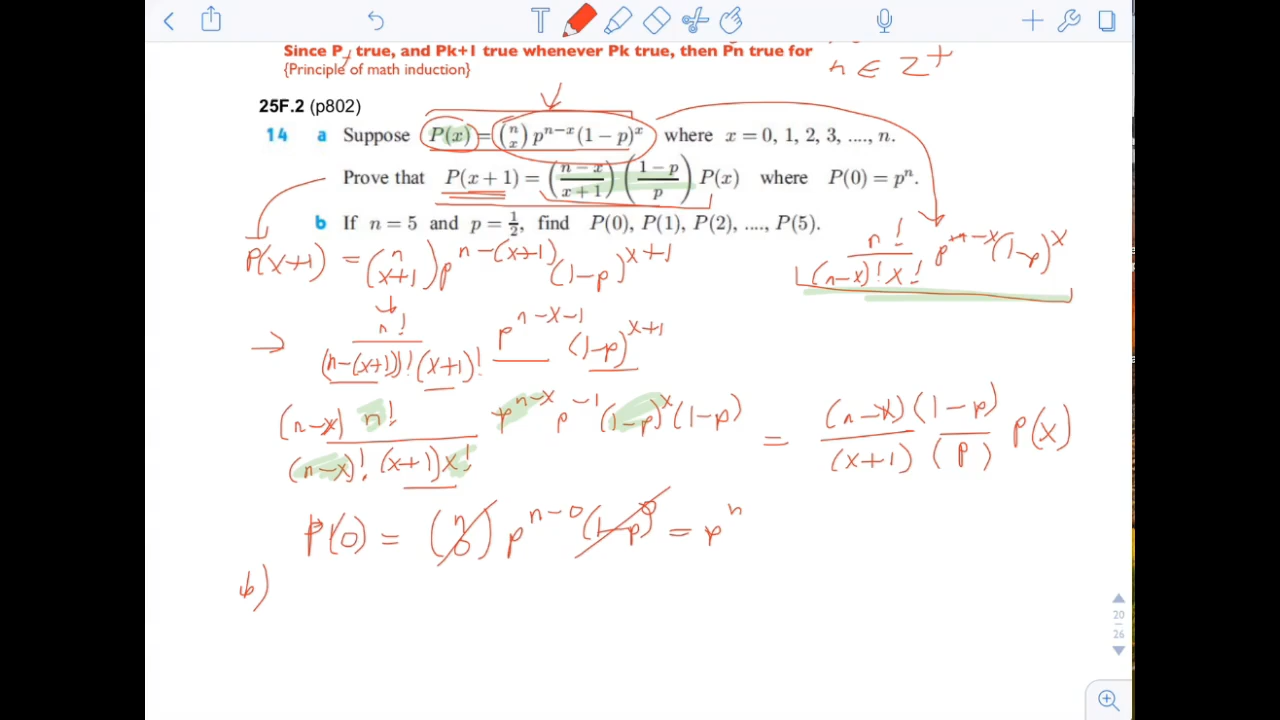 Since P₁ true, and Pk+1 true whenever Pk true, then Pn true for
{Principle of math induction}
n ∈ Z⁺
25F.2 (p802)
14 a Suppose P(x) = (n x) p^(n−x) (1 − p)^x where x = 0, 1, 2, 3, ...., n.
Prove that P(x + 1) = ((n − x)/(x + 1)) ((1 − p)/p) P(x) where P(0) = p^n.
b If n = 5 and p = ½, find P(0), P(1), P(2), ...., P(5).
n!/((n-x)! x!) p^(n-x) (1-p)^x
P(x+1) = (n x+1) p^(n-(x+1)) (1-p)^(x+1)
→ n!/((n-(x+1))! (x+1)!) p^(n-x-1) (1-p)^(x+1)
(n-x) n!/((n-x)! (x+1) x!) p^(n-x) p^(-1) (1-p)^x (1-p) = (n-x)/(x+1) (1-p)/(p) P(x)
P(0) = (n 0) p^(n-0) (1-p)^0 = p^n
b)
20
26